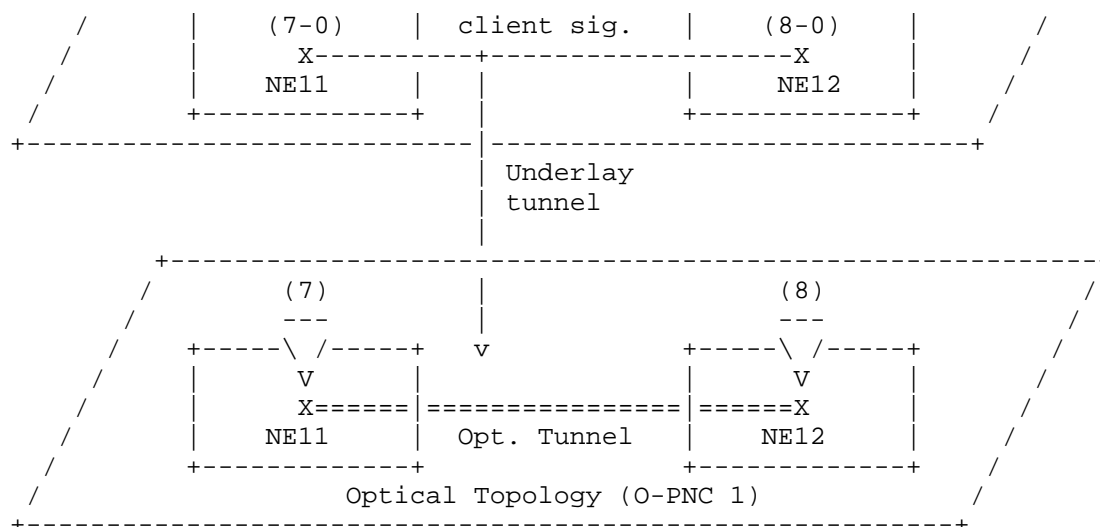 (7-0) client sig. (8-0)
X X
NE11 NE12
Underlay
tunnel
(7) (8)
v
V V
X X
NE11 Opt. Tunnel NE12
Optical Topology (O-PNC 1)